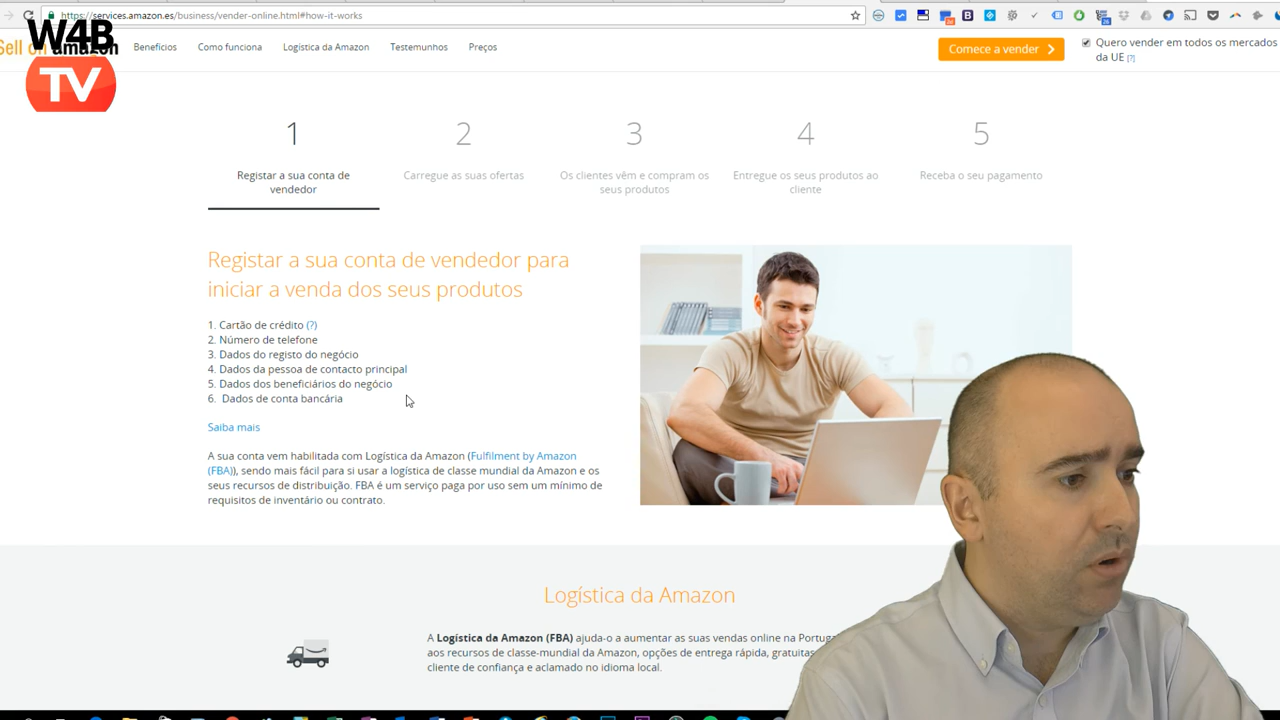 https://services.amazon.es/business/vender-online.html#how-it-works
W4B
TV
Sell on amazon
Benefícios
Como funciona
Logistica da Amazon
Testemunhos
Preços
Comece a vender
Quero vender em todos os mercados
da UE [?]
1
2
3
4
5
Registar a sua conta de
vendedor
Carregue as suas ofertas
Os clientes vêm e compram os
seus produtos
Entregue os seus produtos ao
cliente
Receba o seu pagamento
Registar a sua conta de vendedor para
iniciar a venda dos seus produtos
1. Cartão de crédito (?)
2. Número de telefone
3. Dados do registo do negócio
4. Dados da pessoa de contacto principal
5. Dados dos beneficiários do negócio
6. Dados de conta bancária
Saiba mais
A sua conta vem habilitada com Logística da Amazon (Fulfilment by Amazon
(FBA)), sendo mais fácil para si usar a logística de classe mundial da Amazon e os
seus recursos de distribuição. FBA é um serviço paga por uso sem um mínimo de
requisitos de inventário ou contrato.
Logística da Amazon
A Logística da Amazon (FBA) ajuda-o a aumentar as suas vendas online na
aos recursos de classe-mundial da Amazon, opções de entrega rápida, gratuitas
cliente de confiança e aclamado no idioma local.